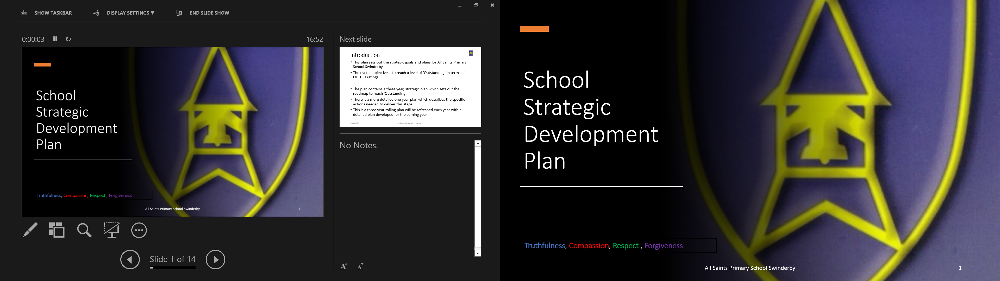 SHOW TASKBAR
DISPLAY SETTINGS ▼
END SLIDE SHOW
0:00:03
16:52
School
Strategic
Development
Plan
Truthfulness, Compassion, Respect , Forgiveness
All Saints Primary School Swinderby
1
Slide 1 of 14
Next slide
Introduction
• This plan sets out the strategic goals and plans for All Saints Primary
School Swinderby
• The overall objective is to reach a level of ‘Outstanding’ in terms of
OFSTED ratings
• The plan contains a three year, strategic plan which sets out the
roadmap to reach ’Outstanding’
• There is a more detailed one year plan which describes the specific
actions needed to deliver this stage
• This is a three year rolling plan will be refreshed each year with a
detailed plan developed for the coming year
All Saints Primary School Swinderby
2
No Notes.
A A
School
Strategic
Development
Plan
Truthfulness, Compassion, Respect , Forgiveness
All Saints Primary School Swinderby
1